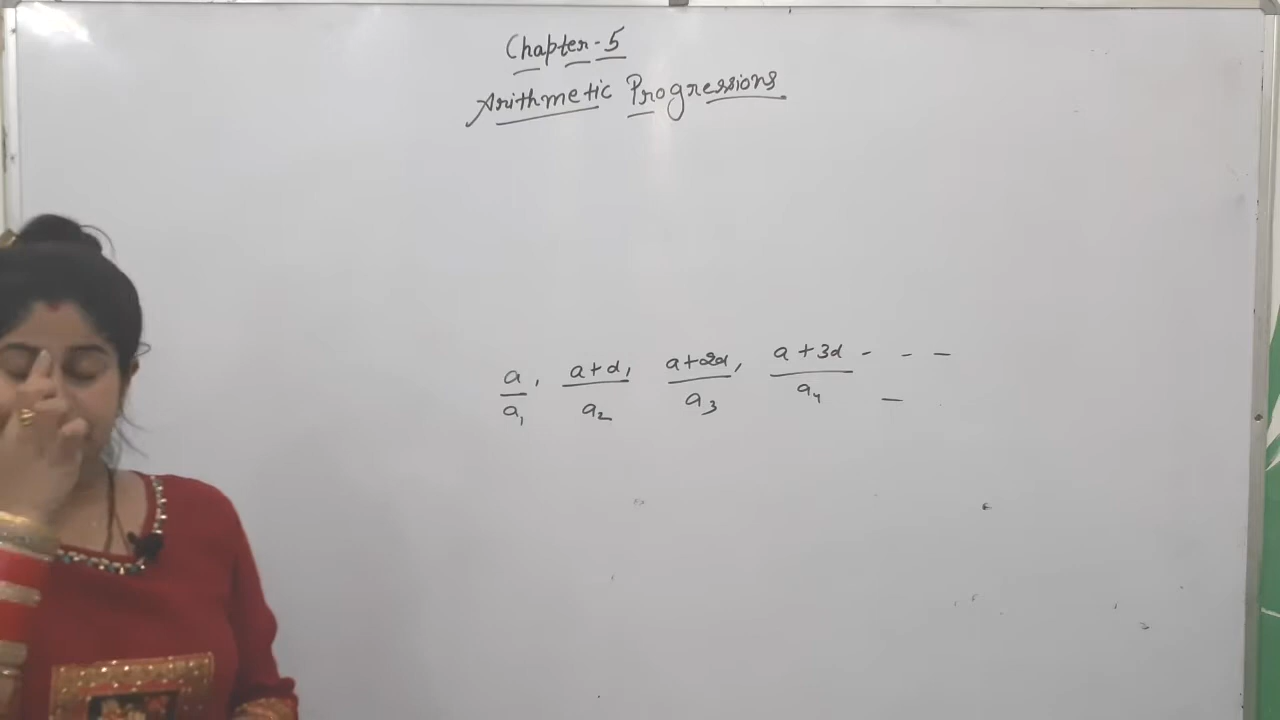 Chapter-5
Arithmetic Progressions
a, a+d, a+2d, a+3d - - -
a₁ a₂ a₃ a₄ —